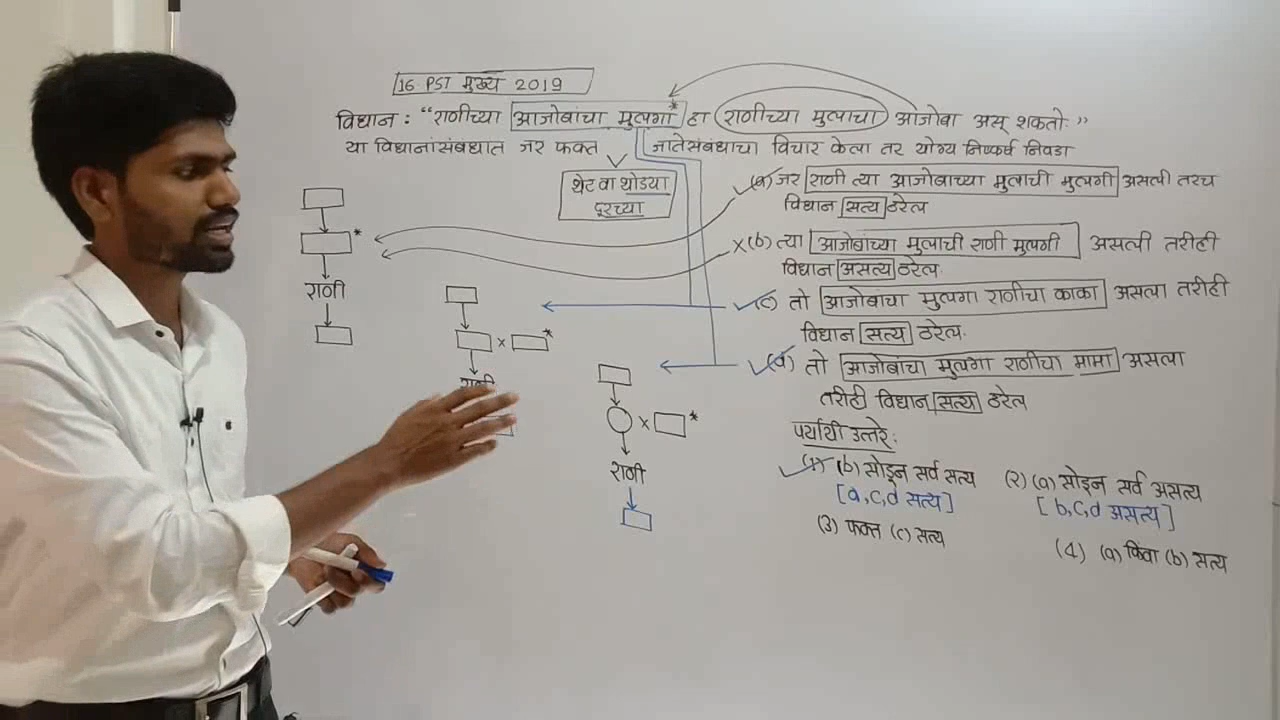 16 PSI मुख्य 2019
विधान : "राणीच्या आजोबांचा मुलगा* हा राणीच्या मुलाचा आजोबा असू शकतो."
या विधानांसंबंधात जर फक्त जातेसंबंधाचा विचार केला तर योग्य निष्कर्ष निवडा
थेट वा थोडया
दूरच्या
(a) जर राणी त्या आजोबाच्या मुलाची मुलगी असली तरच
विधान सत्य ठरेल
x (b) त्या आजोबांच्या मुलाची राणी मुलगी असली तरीही
विधान असत्य ठरेल.
(c) तो आजोबांचा मुलगा राणीचा काका असला तरीही
विधान सत्य ठरेल.
(d) तो आजोबांचा मुलगा राणीचा मामा असला
तरीही विधान सत्य ठरेल
*
राणी
x *
राणी
x *
राणी
पर्यायी उत्तरे:
(1) (b) सोडून सर्व सत्य (2) (a) सोडून सर्व असत्य
[a,c,d सत्य] [b,c,d असत्य]
(3) फक्त (c) सत्य (4) (a) किंवा (b) सत्य